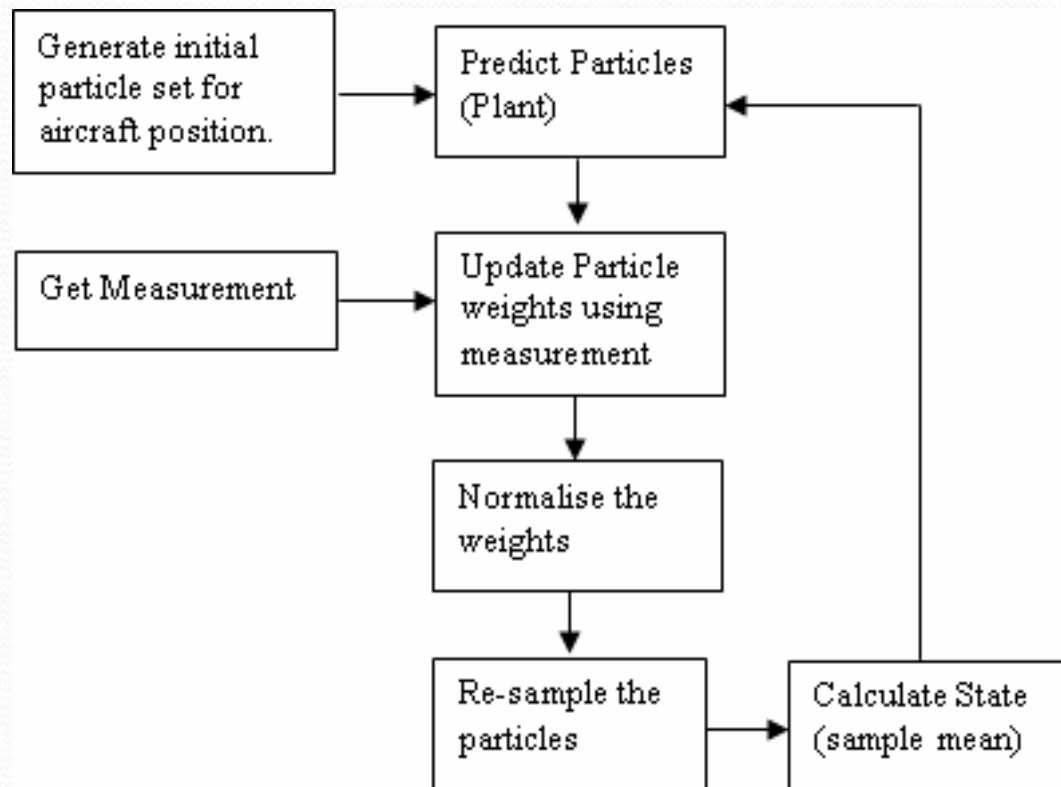 Generate initial
particle set for
aircraft position.
Predict Particles
(Plant)
Get Measurement
Update Particle
weights using
measurement
Normalise the
weights
Re-sample the
particles
Calculate State
(sample mean)